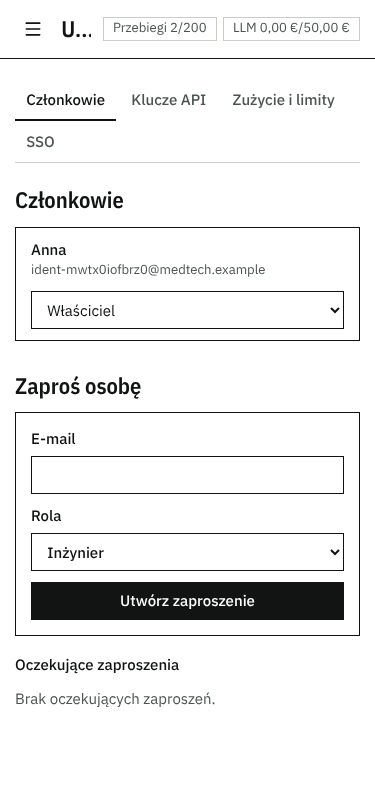 U...
Przebiegi 2/200
LLM 0,00 €/50,00 €
Członkowie
Klucze API
Zużycie i limity
SSO
Członkowie
Anna
ident-mwtx0iofbrz0@medtech.example
Właściciel
Zaproś osobę
E-mail
Rola
Inżynier
Utwórz zaproszenie
Oczekujące zaproszenia
Brak oczekujących zaproszeń.